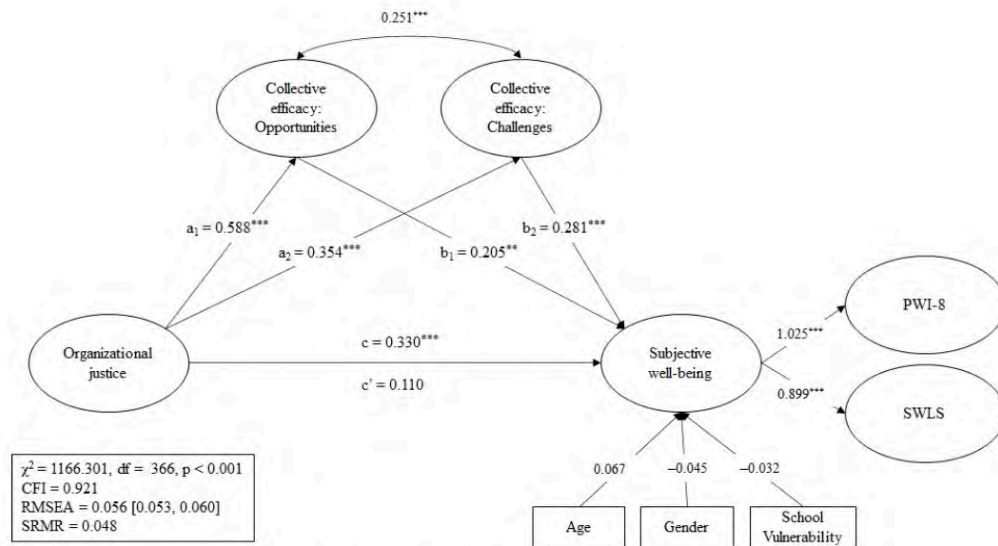 0.251***
Collective
efficacy:
Opportunities
Collective
efficacy:
Challenges
a₁ = 0.588***
a₂ = 0.354***
b₁ = 0.205**
b₂ = 0.281***
Organizational
justice
c = 0.330***
c' = 0.110
Subjective
well-being
1.025***
0.899***
PWI-8
SWLS
0.067
−0.045
−0.032
Age
Gender
School
Vulnerability
χ² = 1166.301, df = 366, p < 0.001
CFI = 0.921
RMSEA = 0.056 [0.053, 0.060]
SRMR = 0.048